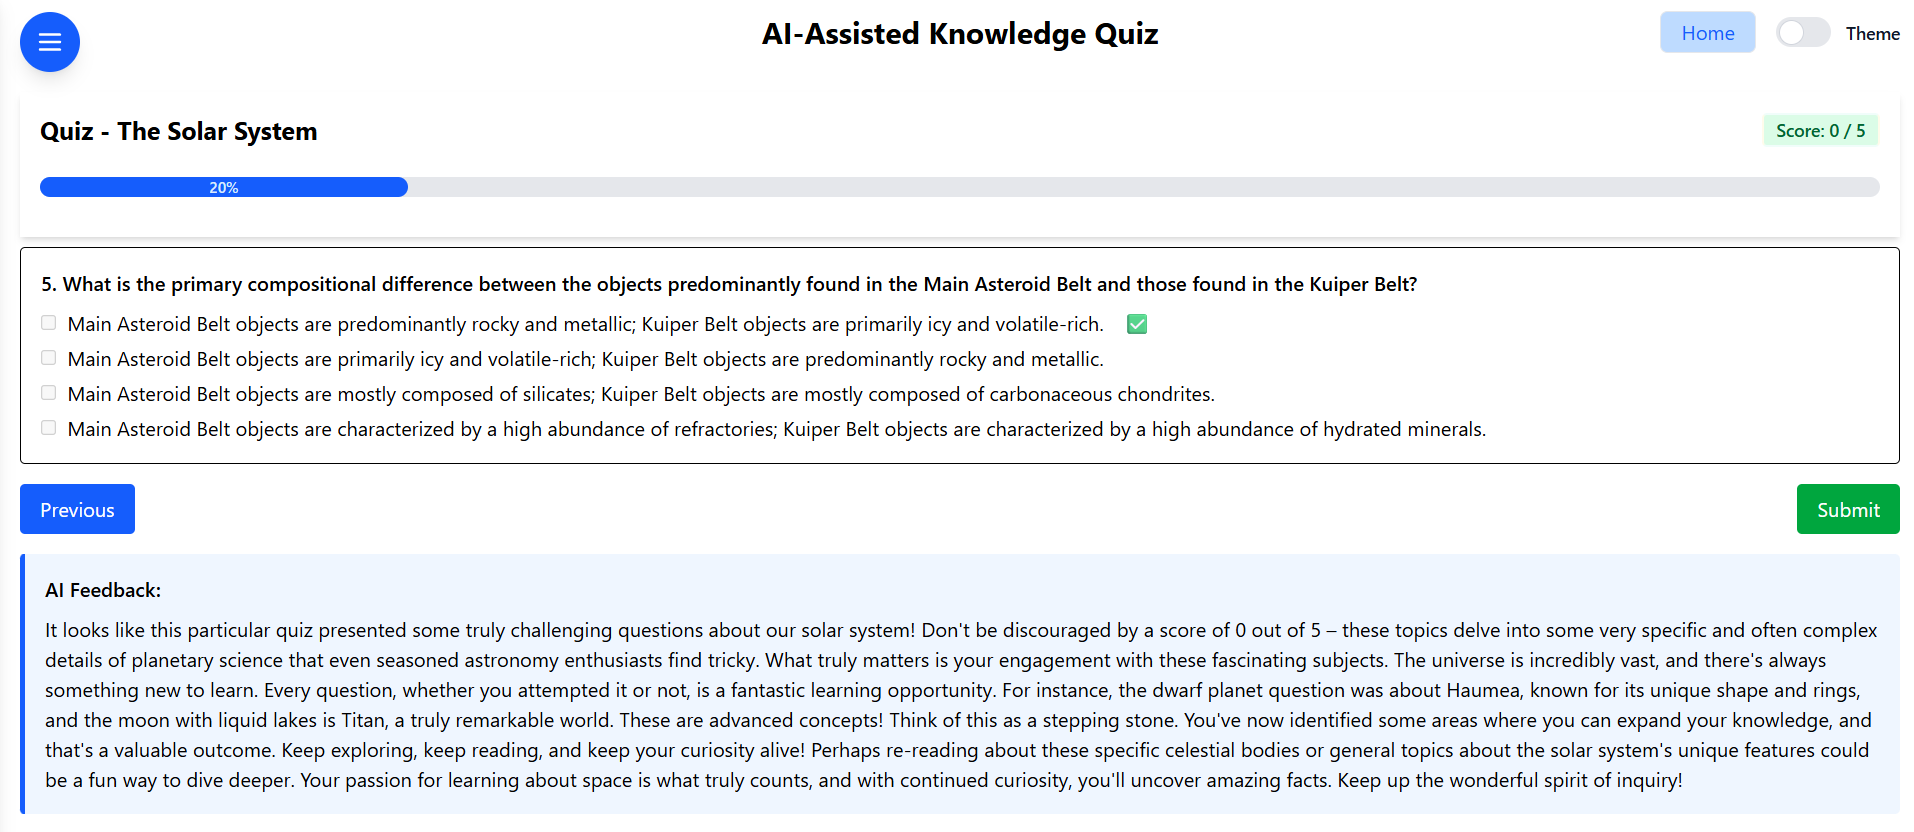 AI-Assisted Knowledge Quiz
Home
Theme
Quiz - The Solar System
Score: 0 / 5
20%
5. What is the primary compositional difference between the objects predominantly found in the Main Asteroid Belt and those found in the Kuiper Belt?
Main Asteroid Belt objects are predominantly rocky and metallic; Kuiper Belt objects are primarily icy and volatile-rich.
Main Asteroid Belt objects are primarily icy and volatile-rich; Kuiper Belt objects are predominantly rocky and metallic.
Main Asteroid Belt objects are mostly composed of silicates; Kuiper Belt objects are mostly composed of carbonaceous chondrites.
Main Asteroid Belt objects are characterized by a high abundance of refractories; Kuiper Belt objects are characterized by a high abundance of hydrated minerals.
Previous
Submit
AI Feedback:
It looks like this particular quiz presented some truly challenging questions about our solar system! Don't be discouraged by a score of 0 out of 5 – these topics delve into some very specific and often complex
details of planetary science that even seasoned astronomy enthusiasts find tricky. What truly matters is your engagement with these fascinating subjects. The universe is incredibly vast, and there's always
something new to learn. Every question, whether you attempted it or not, is a fantastic learning opportunity. For instance, the dwarf planet question was about Haumea, known for its unique shape and rings,
and the moon with liquid lakes is Titan, a truly remarkable world. These are advanced concepts! Think of this as a stepping stone. You've now identified some areas where you can expand your knowledge, and
that's a valuable outcome. Keep exploring, keep reading, and keep your curiosity alive! Perhaps re-reading about these specific celestial bodies or general topics about the solar system's unique features could
be a fun way to dive deeper. Your passion for learning about space is what truly counts, and with continued curiosity, you'll uncover amazing facts. Keep up the wonderful spirit of inquiry!